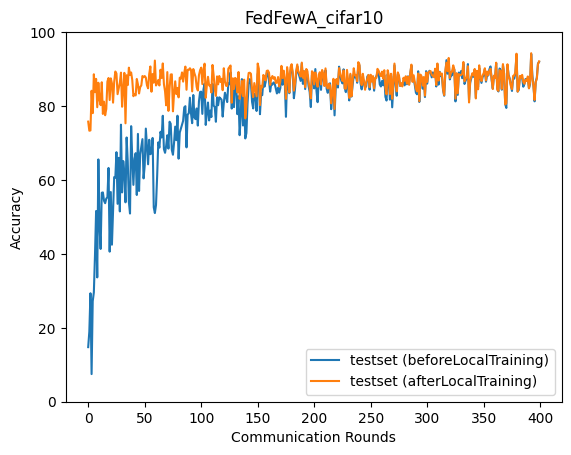 FedFewA_cifar10
100
80
60
40
20
0
Accuracy
0 50 100 150 200 250 300 350 400
Communication Rounds
testset (beforeLocalTraining)
testset (afterLocalTraining)